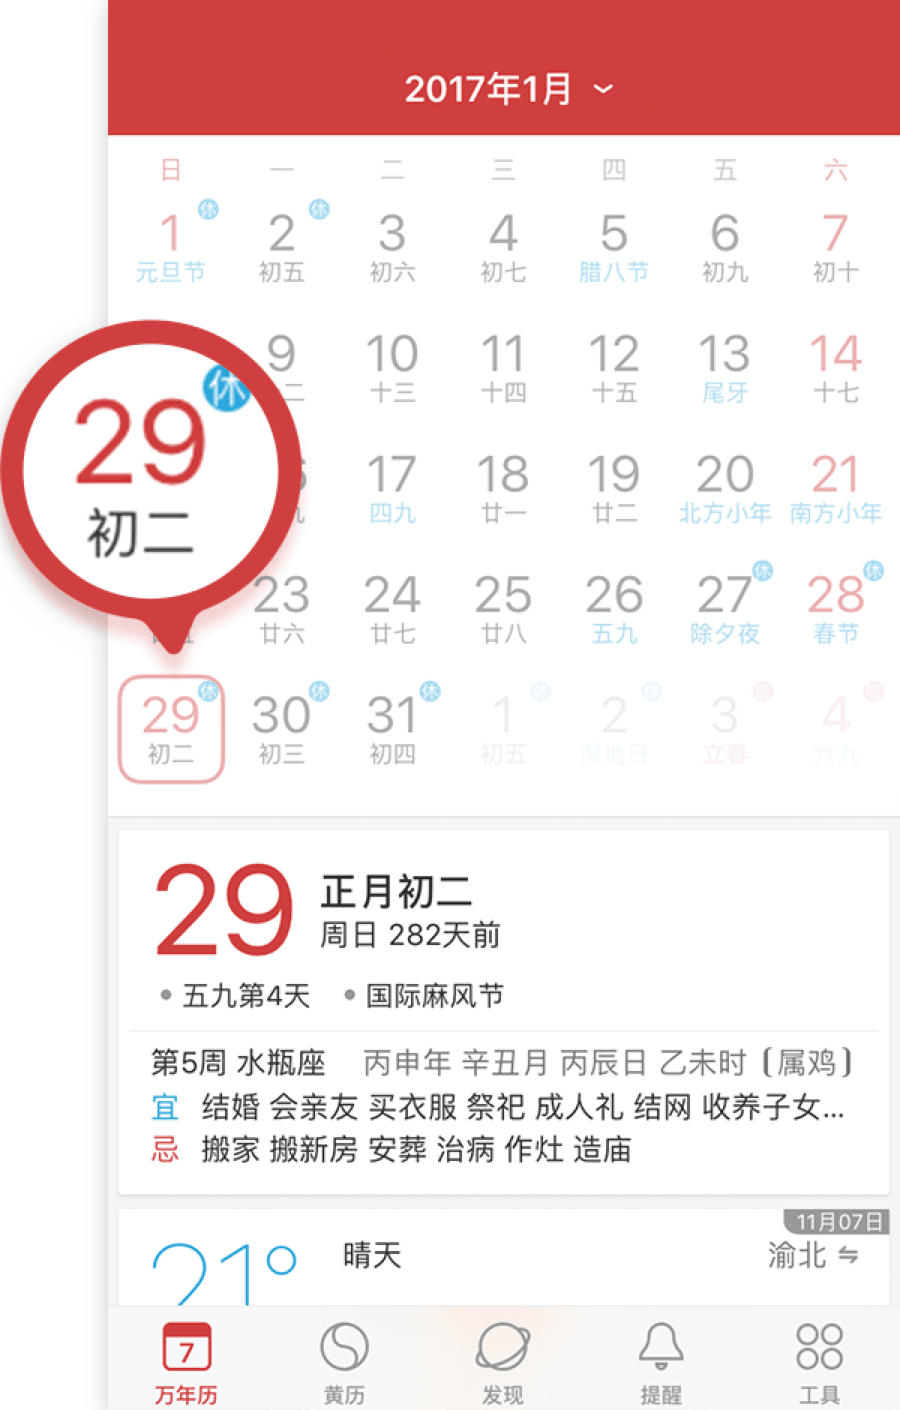 2017年1月
日 一 二 三 四 五 六
休 休
1 2 3 4 5 6 7
元旦节 初五 初六 初七 腊八节 初九 初十
9 10 11 12 13 14
二 十三 十四 十五 尾牙 十七
休
29
初二
17 18 19 20 21
四九 廿一 廿二 北方小年 南方小年
休 休
23 24 25 26 27 28
廿六 廿七 廿八 五九 除夕夜 春节
休 休 休 休 休 班 班
29 30 31 1 2 3 4
初二 初三 初四 初五 湿地日 立春 六九
29 正月初二
周日 282天前
• 五九第4天 • 国际麻风节
第5周 水瓶座 丙申年 辛丑月 丙辰日 乙未时〔属鸡〕
宜 结婚 会亲友 买衣服 祭祀 成人礼 结网 收养子女...
忌 搬家 搬新房 安葬 治病 作灶 造庙
11月07日
21° 晴天 渝北 ⇋
7
万年历 黄历 发现 提醒 工具